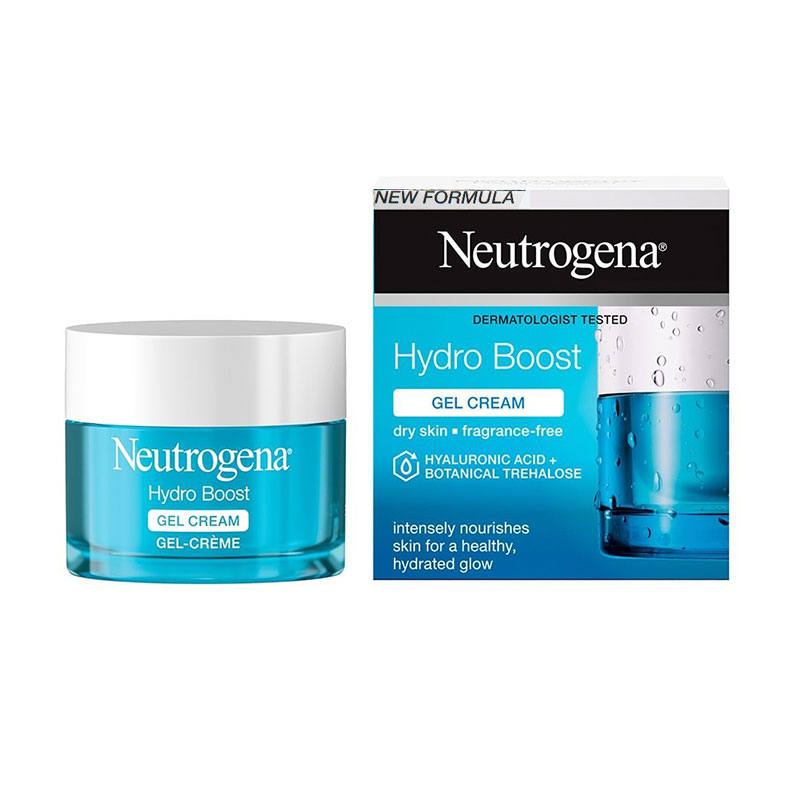 Neutrogena®
Hydro Boost
GEL CREAM
GEL-CRÈME
NEW FORMULA
Neutrogena®
DERMATOLOGIST TESTED
Hydro Boost
GEL CREAM
dry skin ▪ fragrance-free
HYALURONIC ACID +
BOTANICAL TREHALOSE
intensely nourishes
skin for a healthy,
hydrated glow